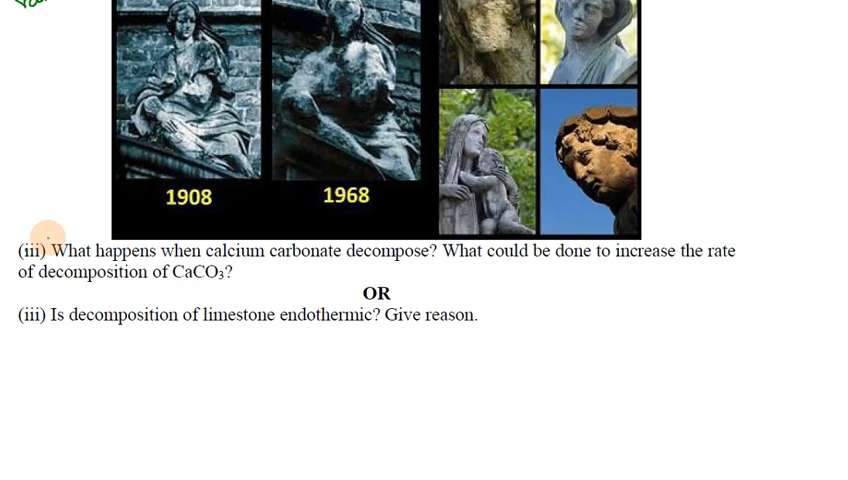 1908
1968
(iii) What happens when calcium carbonate decompose? What could be done to increase the rate
of decomposition of CaCO₃?
OR
(iii) Is decomposition of limestone endothermic? Give reason.